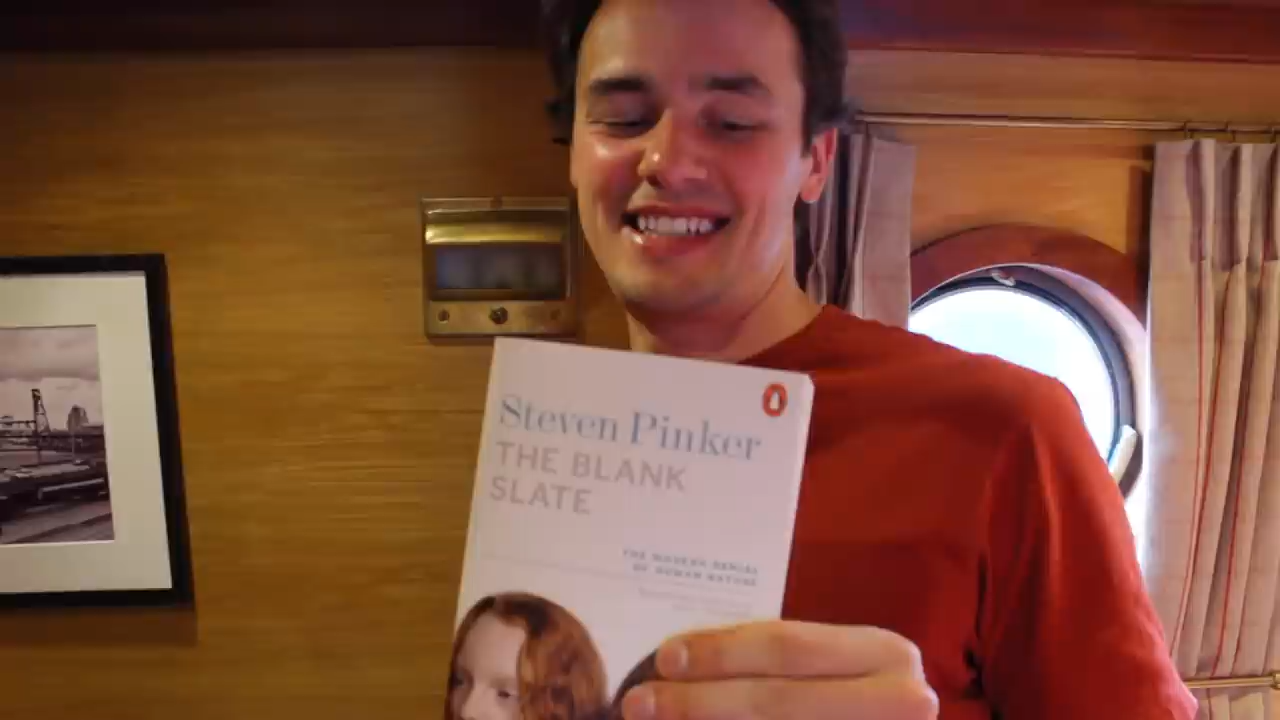 Steven Pinker
THE BLANK
SLATE
THE MODERN DENIAL
OF HUMAN NATURE